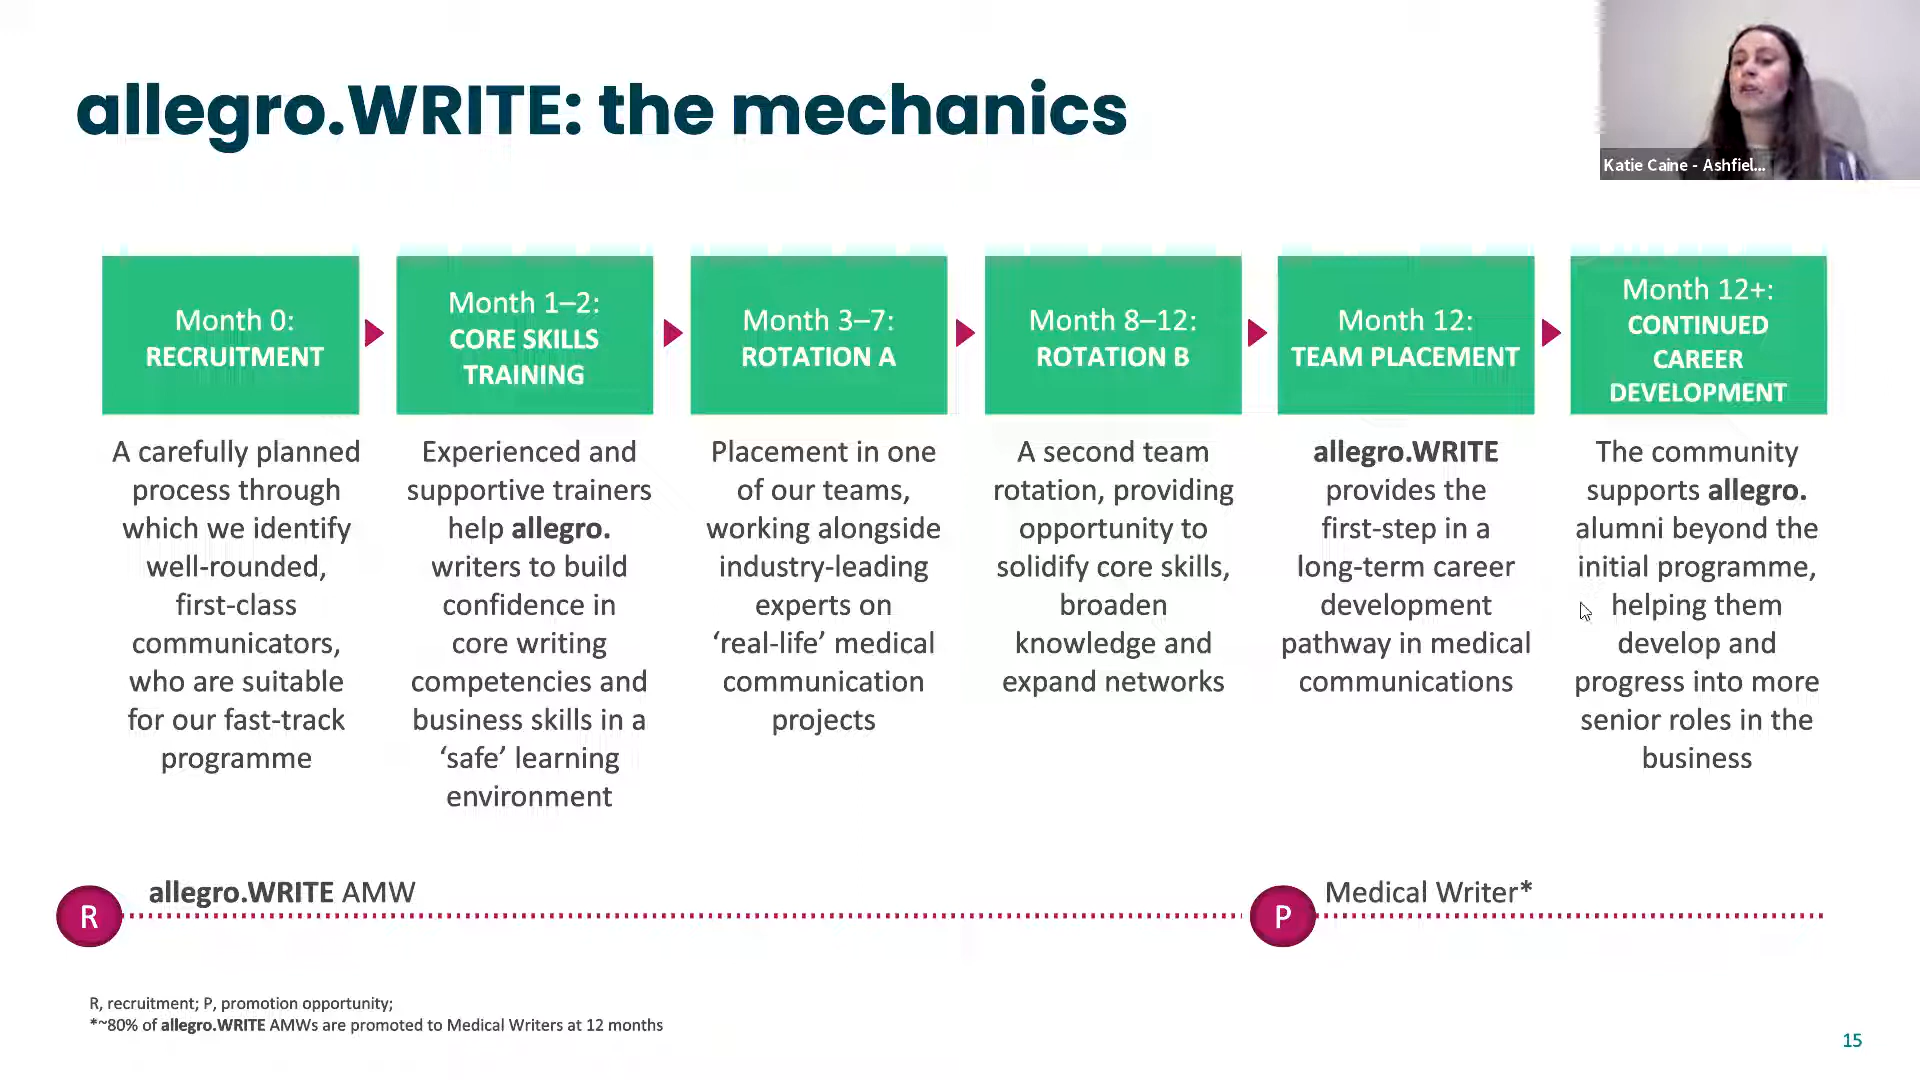 allegro.WRITE: the mechanics
Katie Caine - Ashfiel...
Month 0:
RECRUITMENT
A carefully planned
process through
which we identify
well-rounded,
first-class
communicators,
who are suitable
for our fast-track
programme
Month 1–2:
CORE SKILLS
TRAINING
Experienced and
supportive trainers
help allegro.
writers to build
confidence in
core writing
competencies and
business skills in a
‘safe’ learning
environment
Month 3–7:
ROTATION A
Placement in one
of our teams,
working alongside
industry-leading
experts on
‘real-life’ medical
communication
projects
Month 8–12:
ROTATION B
A second team
rotation, providing
opportunity to
solidify core skills,
broaden
knowledge and
expand networks
Month 12:
TEAM PLACEMENT
allegro.WRITE
provides the
first-step in a
long-term career
development
pathway in medical
communications
Month 12+:
CONTINUED
CAREER
DEVELOPMENT
The community
supports allegro.
alumni beyond the
initial programme,
helping them
develop and
progress into more
senior roles in the
business
R
allegro.WRITE AMW
P
Medical Writer*
R, recruitment; P, promotion opportunity;
*~80% of allegro.WRITE AMWs are promoted to Medical Writers at 12 months
15